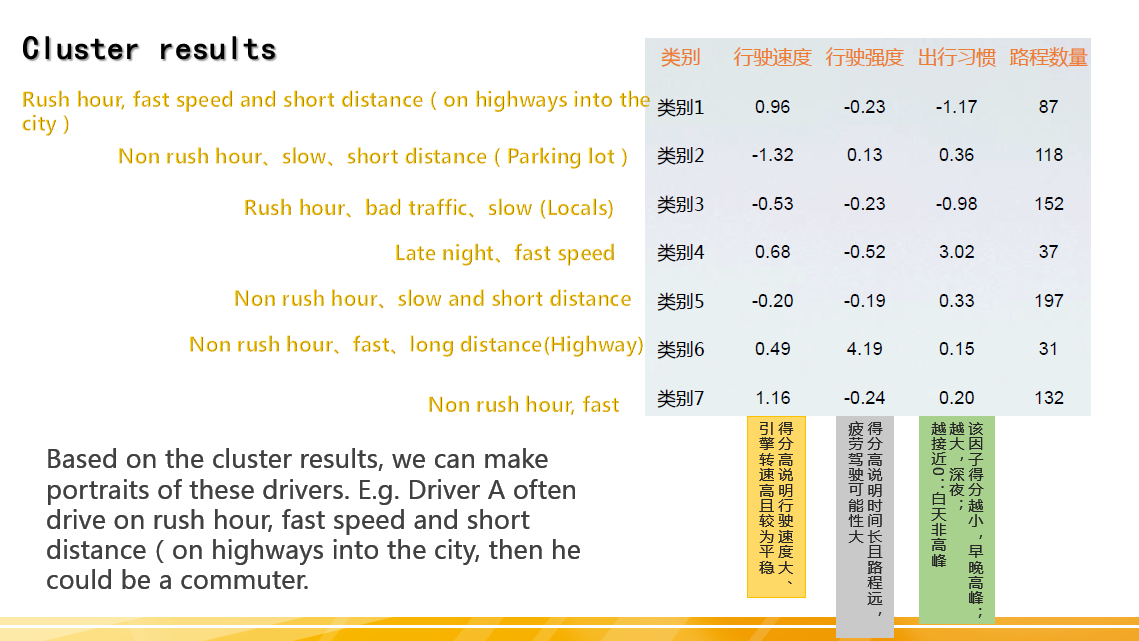 Cluster results
类别 行驶速度 行驶强度 出行习惯 路程数量
Rush hour, fast speed and short distance ( on highways into the
city )
类别1 0.96 -0.23 -1.17 87
Non rush hour、slow、short distance ( Parking lot )
类别2 -1.32 0.13 0.36 118
Rush hour、bad traffic、slow (Locals)
类别3 -0.53 -0.23 -0.98 152
Late night、fast speed
类别4 0.68 -0.52 3.02 37
Non rush hour、slow and short distance
类别5 -0.20 -0.19 0.33 197
Non rush hour、fast、long distance(Highway)
类别6 0.49 4.19 0.15 31
Non rush hour, fast
类别7 1.16 -0.24 0.20 132
得分高说明行驶速度大、
引擎转速高且较为平稳
得分高说明时间长且路程远，
疲劳驾驶可能性大
该因子得分越小，早晚高峰；
越大，深夜；
越接近0：白天非高峰
Based on the cluster results, we can make
portraits of these drivers. E.g. Driver A often
drive on rush hour, fast speed and short
distance ( on highways into the city, then he
could be a commuter.